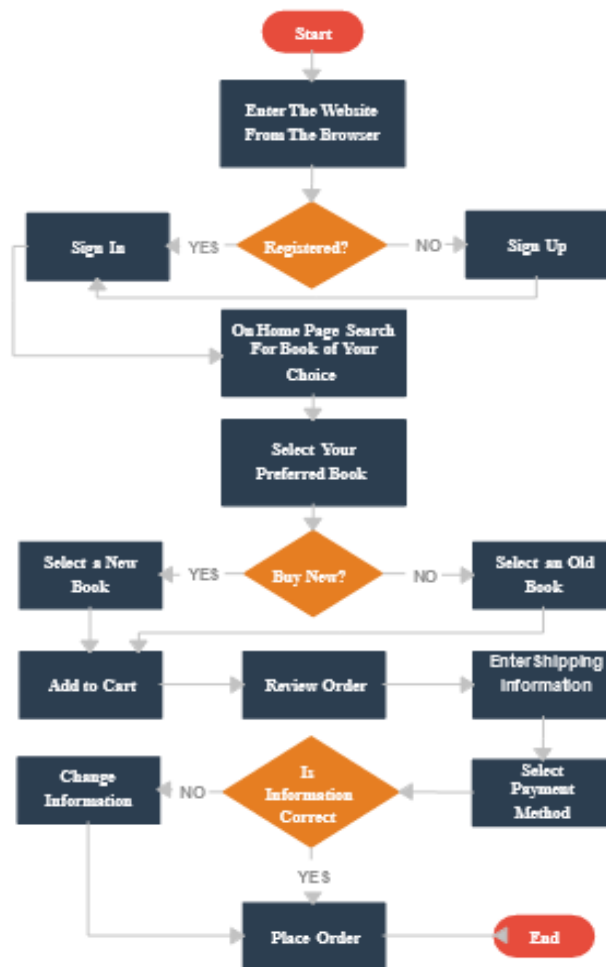 Start
Enter The Website
From The Browser
Registered?
YES
NO
Sign In
Sign Up
On Home Page Search
For Book of Your
Choice
Select Your
Preferred Book
Buy New?
YES
NO
Select a New
Book
Select an Old
Book
Add to Cart
Review Order
Enter Shipping
Information
Select
Payment
Method
Is
Information
Correct
NO
YES
Change
Information
Place Order
End